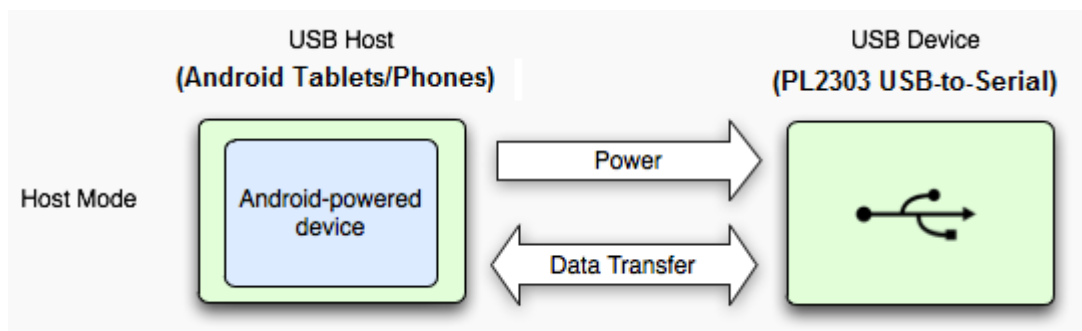 USB Host
(Android Tablets/Phones)
USB Device
(PL2303 USB-to-Serial)
Host Mode
Android-powered
device
Power
Data Transfer